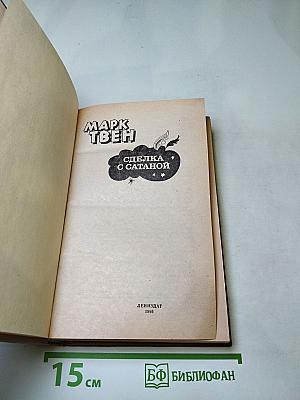 МАРК
ТВЕН
СДЕЛКА
С САТАНОЙ
ЛЕНИЗДАТ
15 см
БФ БИБЛИОФАН